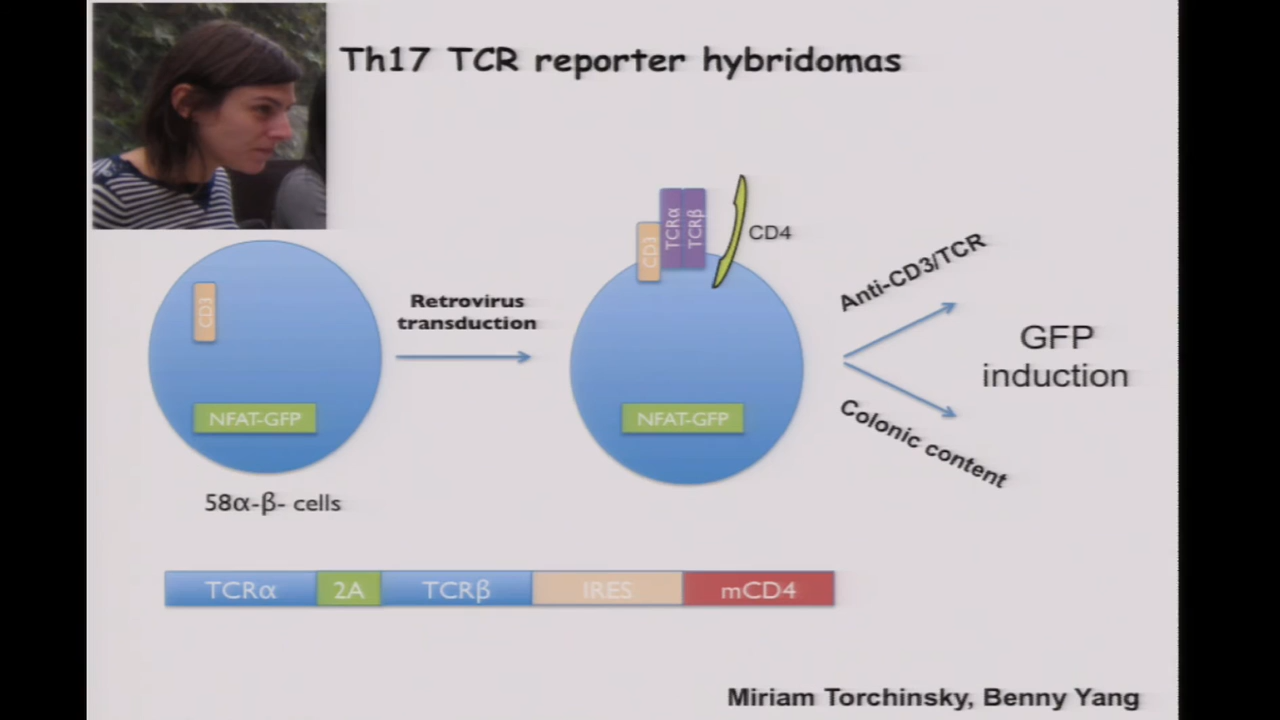 Th17 TCR reporter hybridomas
TCRα
TCRβ
CD3
CD4
CD3
Retrovirus
transduction
Anti-CD3/TCR
GFP
induction
Colonic content
NFAT-GFP
NFAT-GFP
58α-β- cells
TCRα 2A TCRβ IRES mCD4
Miriam Torchinsky, Benny Yang